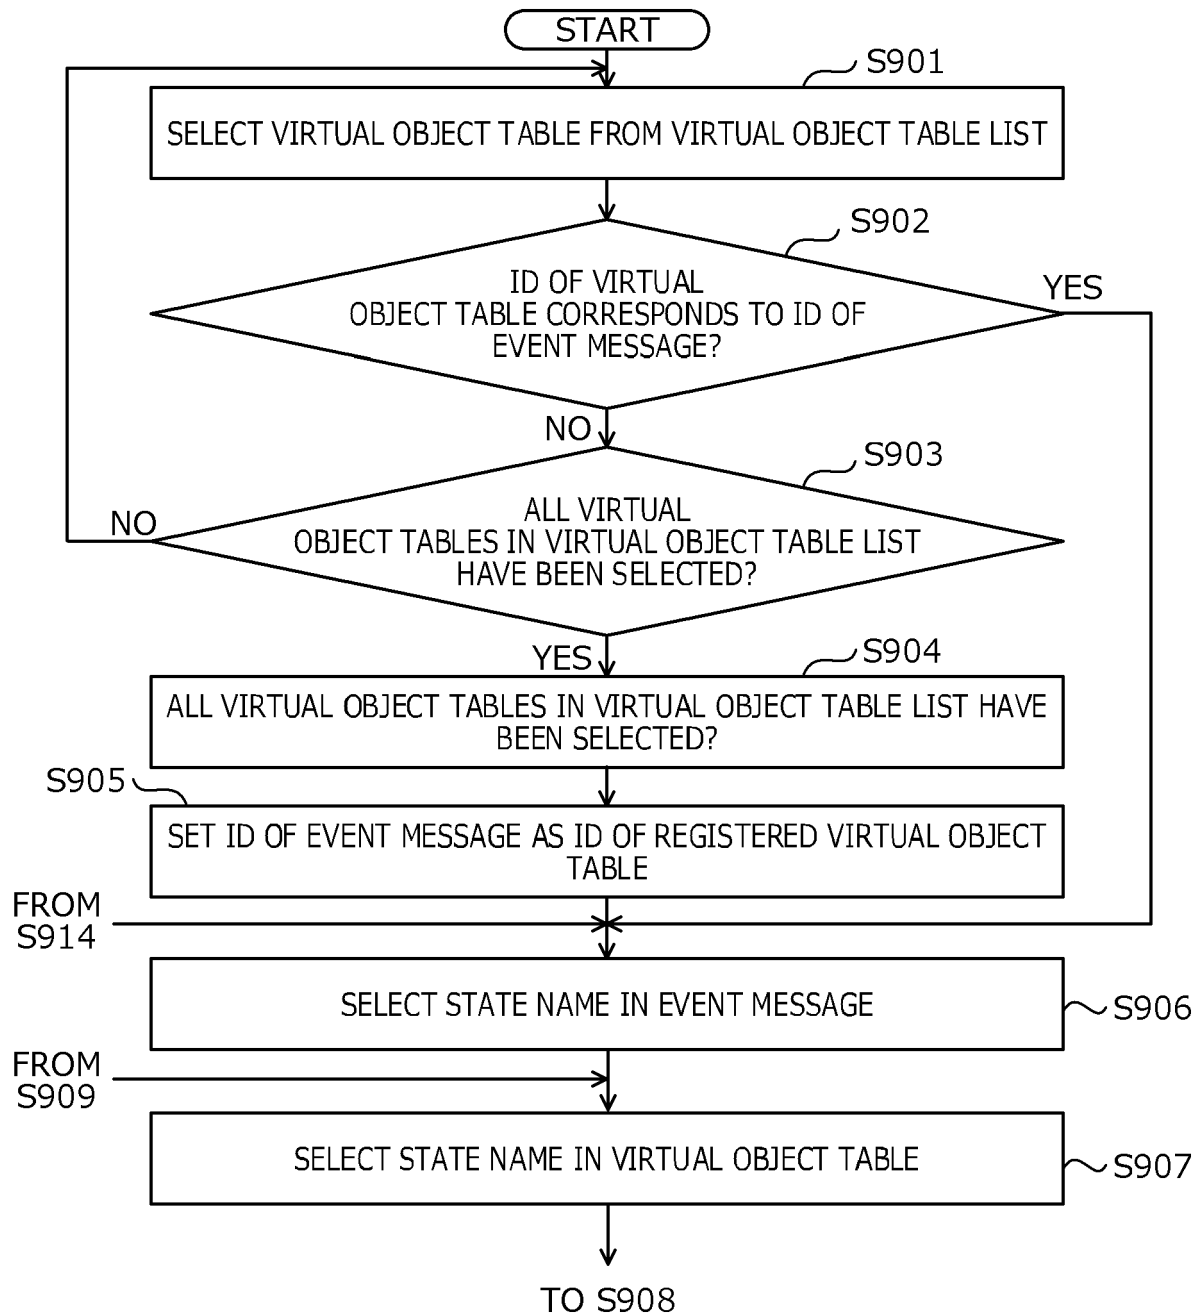 START
S901
SELECT VIRTUAL OBJECT TABLE FROM VIRTUAL OBJECT TABLE LIST
S902
ID OF VIRTUAL
OBJECT TABLE CORRESPONDS TO ID OF
EVENT MESSAGE?
YES
NO
S903
ALL VIRTUAL
OBJECT TABLES IN VIRTUAL OBJECT TABLE LIST
HAVE BEEN SELECTED?
NO
YES
S904
ALL VIRTUAL OBJECT TABLES IN VIRTUAL OBJECT TABLE LIST HAVE
BEEN SELECTED?
S905
SET ID OF EVENT MESSAGE AS ID OF REGISTERED VIRTUAL OBJECT
TABLE
FROM
S914
SELECT STATE NAME IN EVENT MESSAGE
S906
FROM
S909
SELECT STATE NAME IN VIRTUAL OBJECT TABLE
S907
TO S908